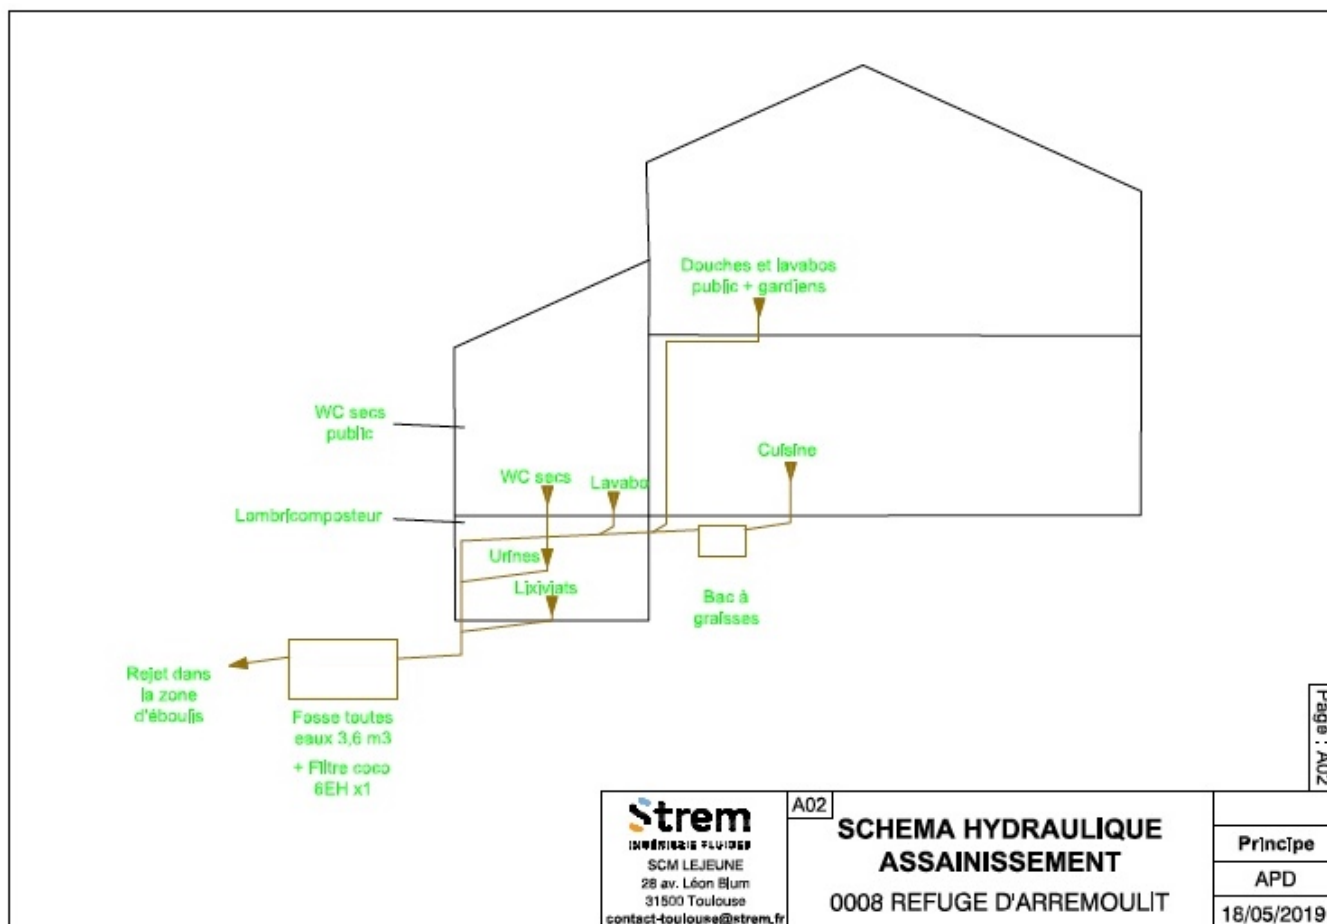 Douches et lavabos
public + gardiens
WC secs
public
Cuisine
WC secs
Lavabo
Lombricomposteur
Urines
Lixiviats
Bac à
graisses
Rejet dans
la zone
d'éboulis
Fosse toutes
eaux 3,6 m3
+ Filtre coco
6EH x1
Page : A02
Strem
INGÉNIERIE FLUIDES
SCM LEJEUNE
28 av. Léon Blum
31500 Toulouse
contact-toulouse@strem.fr
A02
SCHEMA HYDRAULIQUE
ASSAINISSEMENT
0008 REFUGE D'ARREMOULIT
Principe
APD
18/05/2019